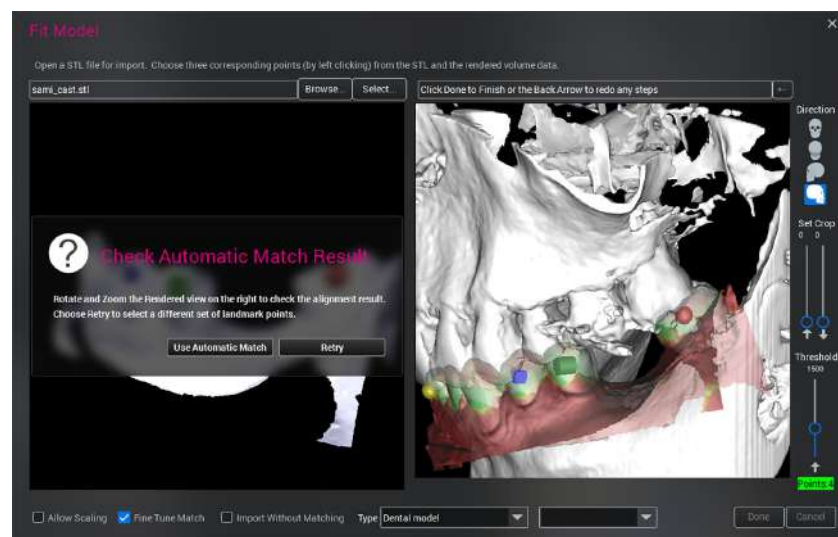 Fit Model
Open a STL file for import. Choose three corresponding points (by left clicking) from the STL and the rendered volume data.
sami_cast.stl
Browse...
Select...
Click Done to Finish or the Back Arrow to redo any steps
Direction
Set Crop
0 0
Check Automatic Match Result
Rotate and Zoom the Rendered view on the right to check the alignment result.
Choose Retry to select a different set of landmark points.
Use Automatic Match
Retry
Threshold
1500
Points:4
Allow Scaling
Fine Tune Match
Import Without Matching
Type
Dental model
Done
Cancel